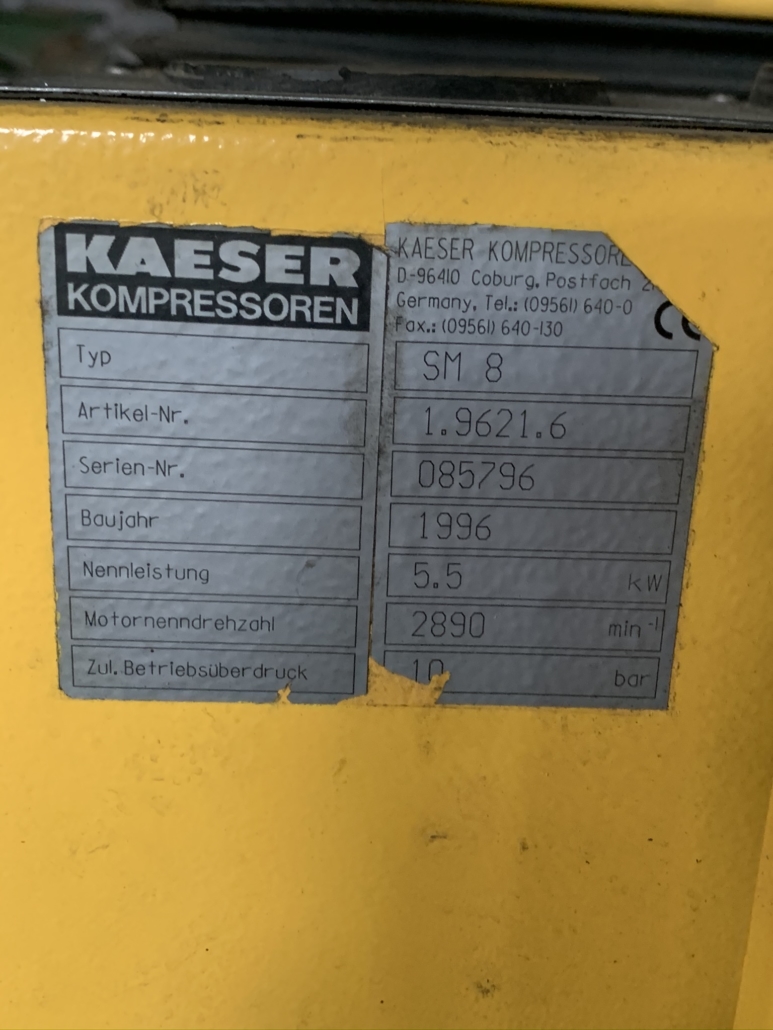 KAESER
KOMPRESSOREN
KAESER KOMPRESSORE
D-96410 Coburg, Postfach 2
Germany, Tel.: (09561) 640-0
Fax.: (09561) 640-130
CE
Typ SM 8
Artikel-Nr. 1.9621.6
Serien-Nr. 085796
Baujahr 1996
Nennleistung 5.5 kW
Motornenndrehzahl 2890 min⁻¹
Zul. Betriebsüberdruck 10 bar